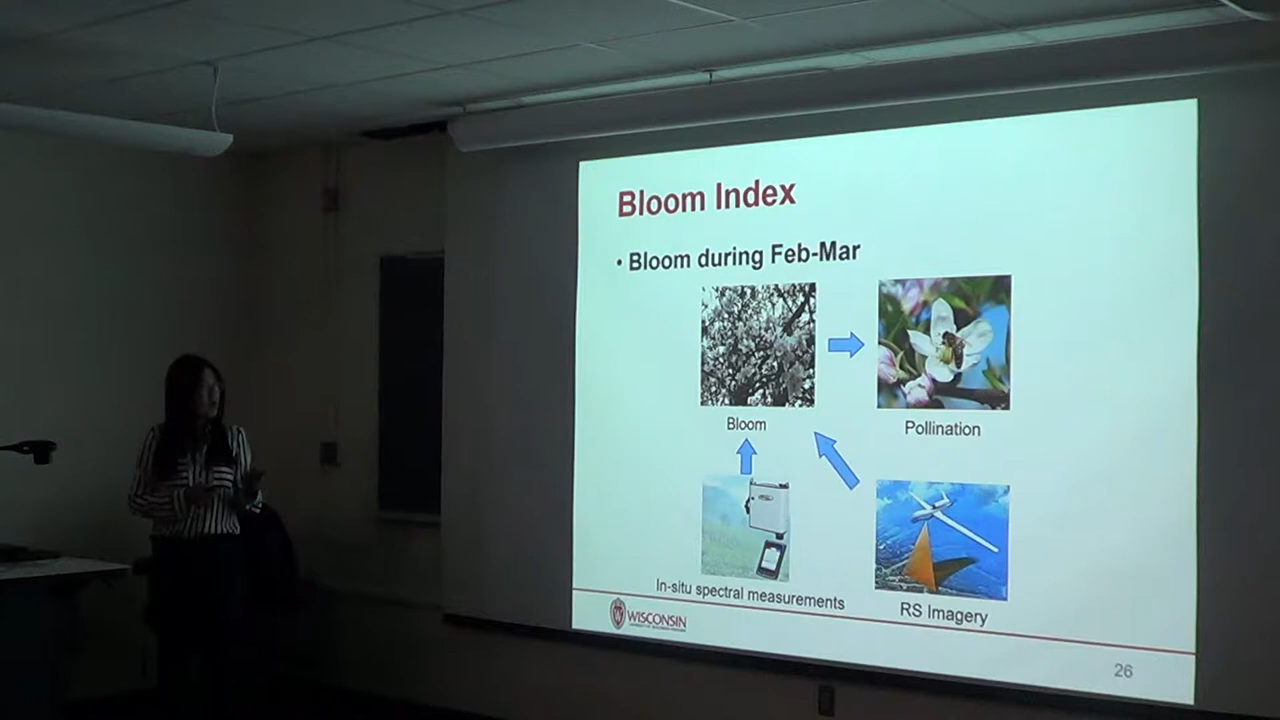 Bloom Index
• Bloom during Feb-Mar
Bloom
Pollination
In-situ spectral measurements
RS Imagery
WISCONSIN
26